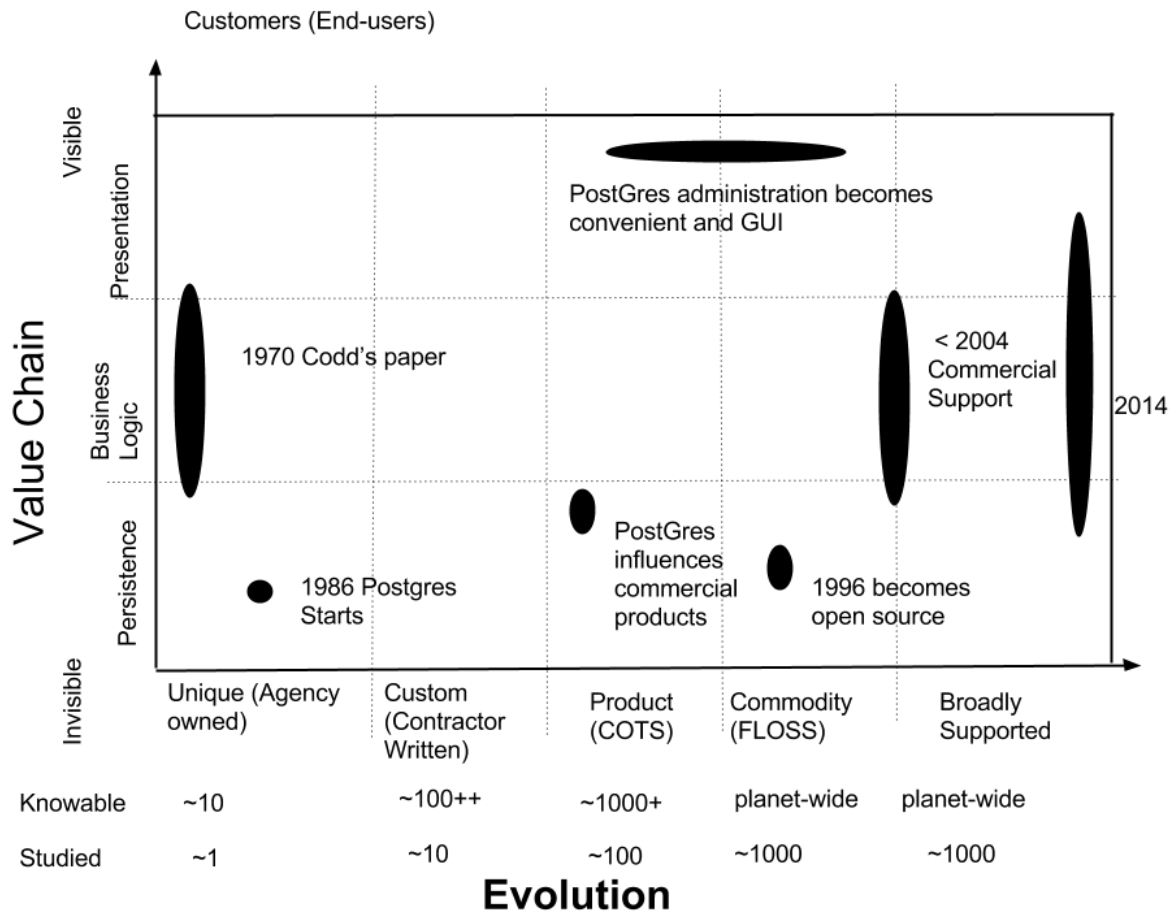 Customers (End-users)
Visible
Presentation
PostGres administration becomes
convenient and GUI
Value Chain
Business
Logic
1970 Codd's paper
< 2004
Commercial
Support
2014
Persistence
1986 Postgres
Starts
PostGres
influences
commercial
products
1996 becomes
open source
Invisible
Unique (Agency
owned)
Custom
(Contractor
Written)
Product
(COTS)
Commodity
(FLOSS)
Broadly
Supported
Knowable ~10 ~100++ ~1000+ planet-wide planet-wide
Studied ~1 ~10 ~100 ~1000 ~1000
Evolution